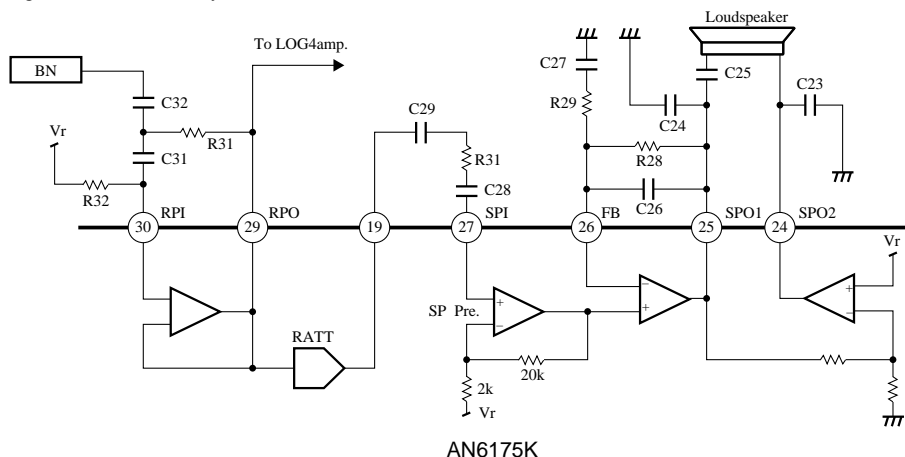 Loudspeaker
To LOG4amp.
BN
C27
C25
C32
C29
R29
C24
C23
Vr
R31
C31
R31
R28
R32
C28
C26
RPI
RPO
SPI
FB
SPO1
SPO2
30
29
19
27
26
25
24
Vr
+
−
+
SP Pre.
−
+
−
RATT
20k
2k
Vr
AN6175K